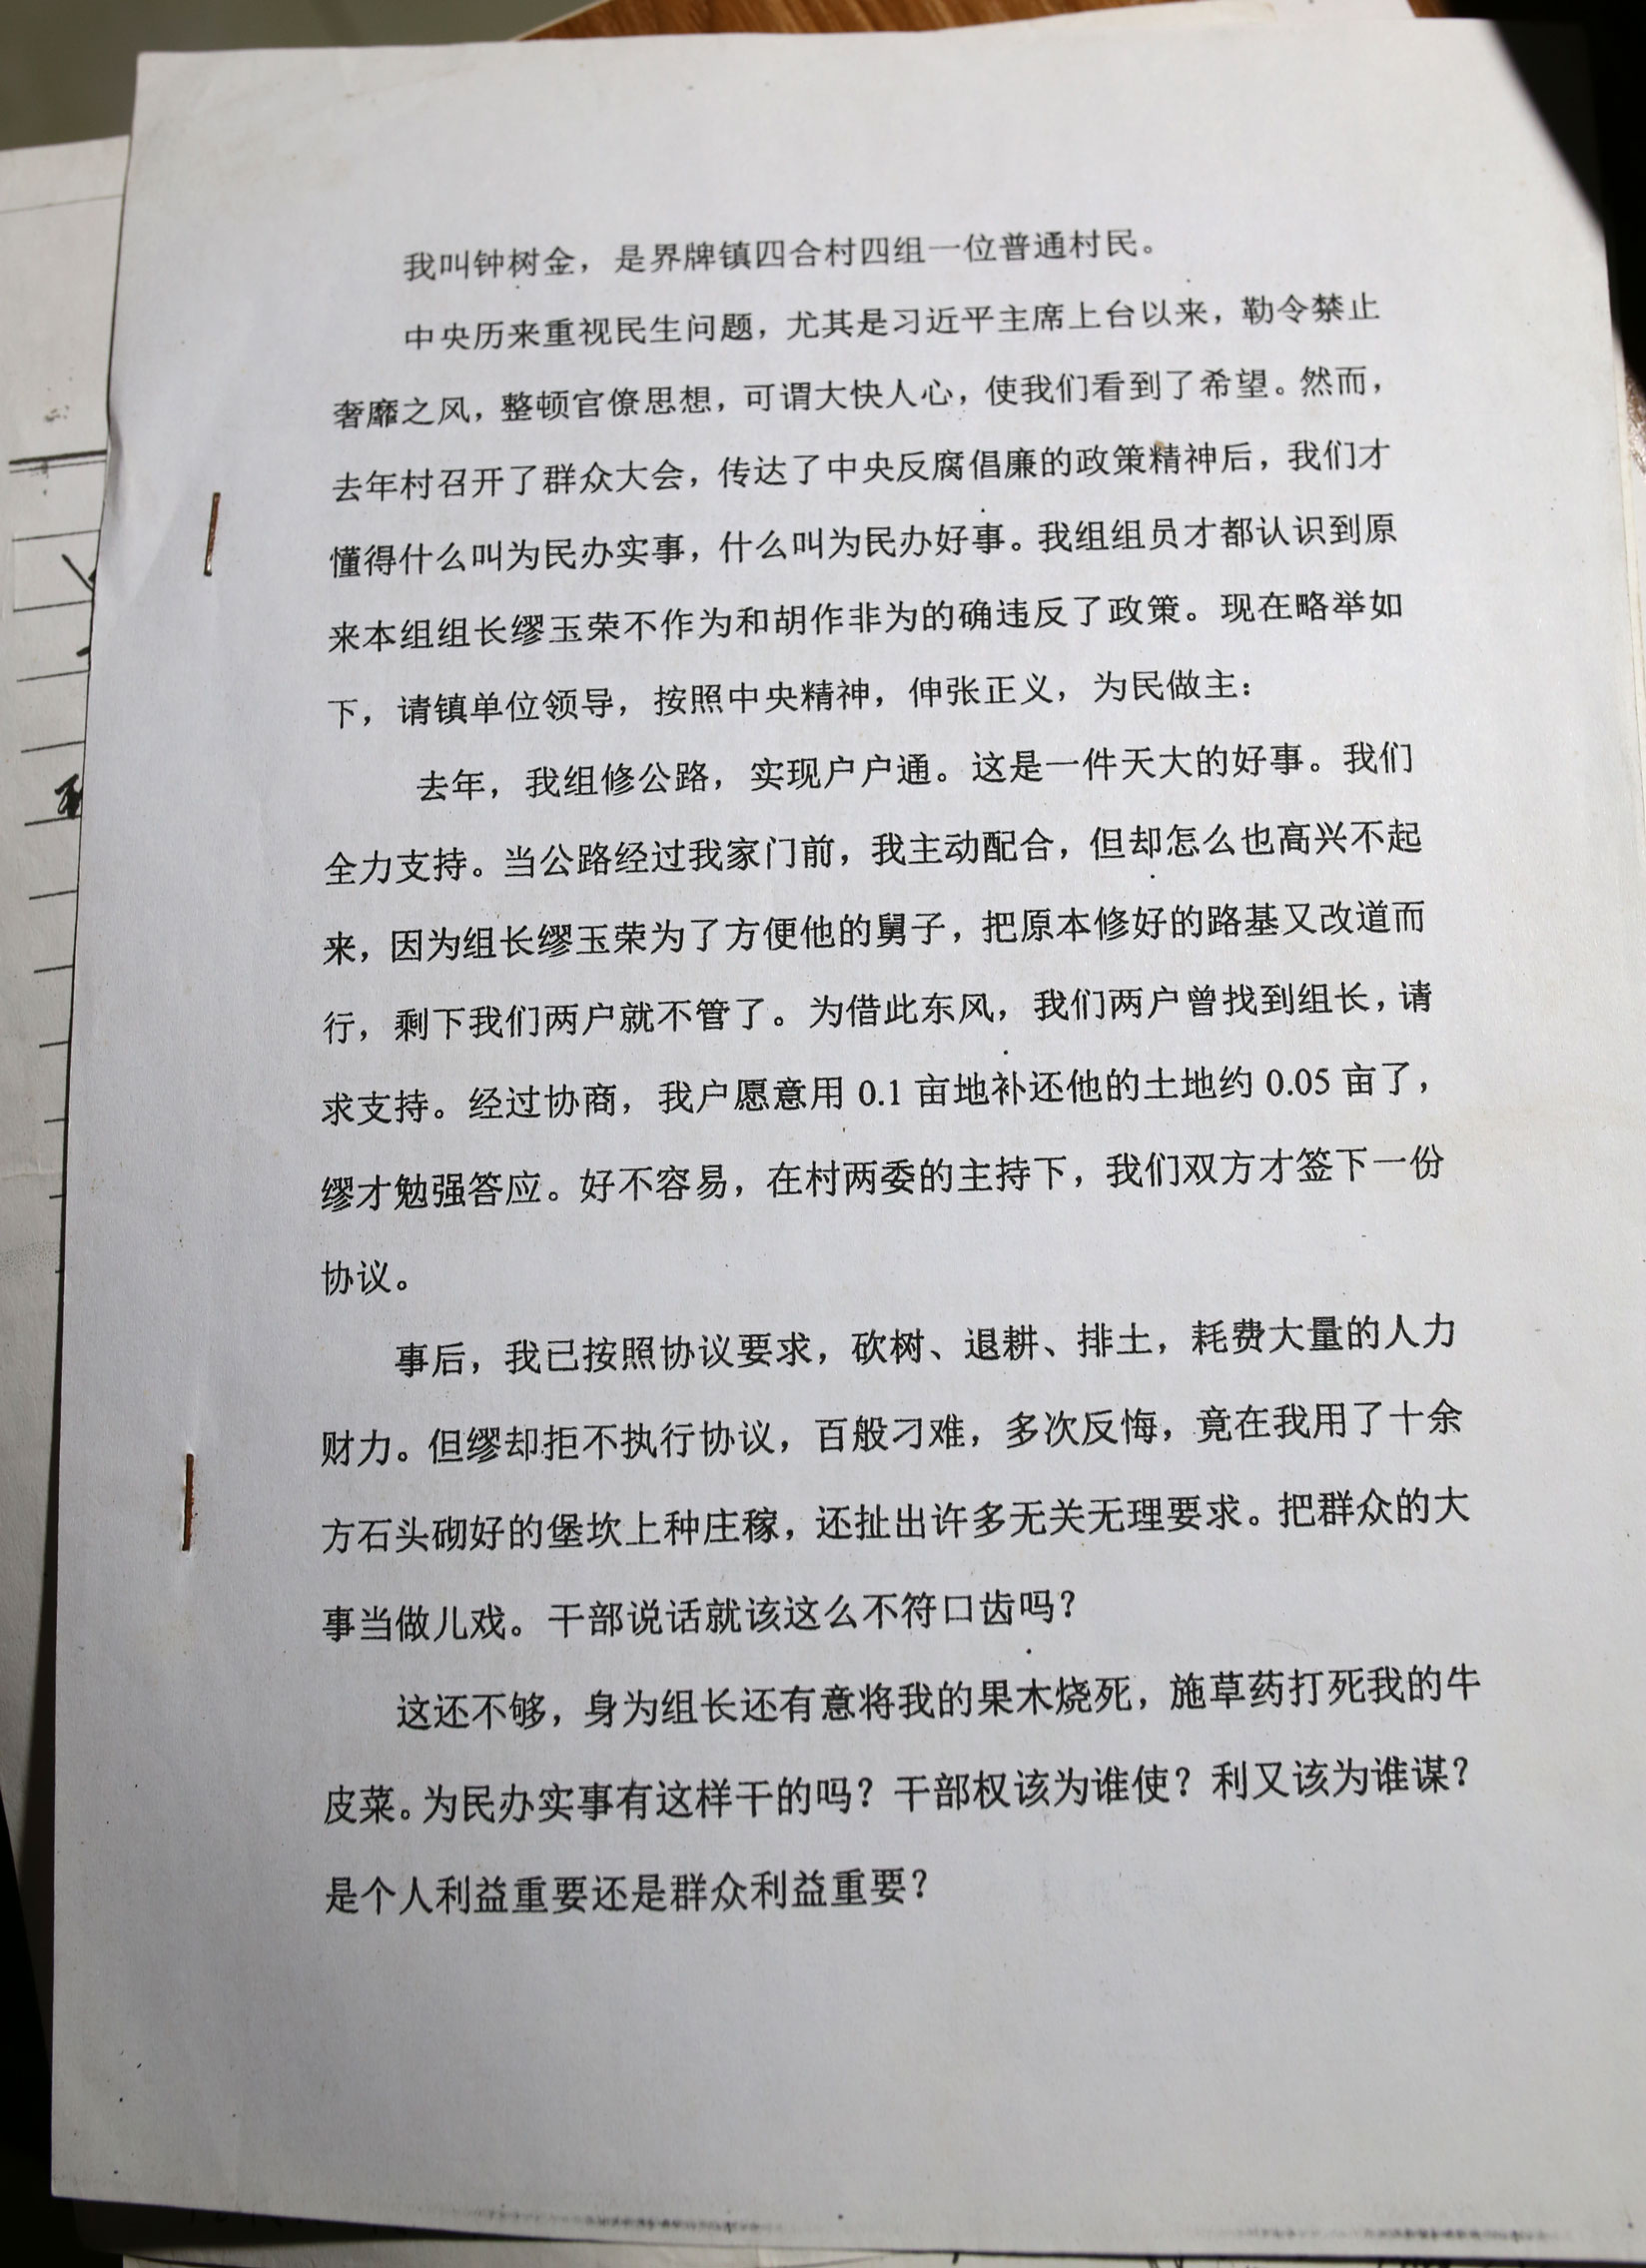 我叫钟树金，是界牌镇四合村四组一位普通村民。
中央历来重视民生问题，尤其是习近平主席上台以来，勒令禁止
奢靡之风，整顿官僚思想，可谓大快人心，使我们看到了希望。然而，
去年村召开了群众大会，传达了中央反腐倡廉的政策精神后，我们才
懂得什么叫为民办实事，什么叫为民办好事。我组组员才都认识到原
来本组组长缪玉荣不作为和胡作非为的确违反了政策。现在略举如
下，请镇单位领导，按照中央精神，伸张正义，为民做主：
去年，我组修公路，实现户户通。这是一件天大的好事。我们
全力支持。当公路经过我家门前，我主动配合，但却怎么也高兴不起
来，因为组长缪玉荣为了方便他的舅子，把原本修好的路基又改道而
行，剩下我们两户就不管了。为借此东风，我们两户曾找到组长，请
求支持。经过协商，我户愿意用 0.1 亩地补还他的土地约 0.05 亩了，
缪才勉强答应。好不容易，在村两委的主持下，我们双方才签下一份
协议。
事后，我已按照协议要求，砍树、退耕、排土，耗费大量的人力
财力。但缪却拒不执行协议，百般刁难，多次反悔，竟在我用了十余
方石头砌好的堡坎上种庄稼，还扯出许多无关无理要求。把群众的大
事当做儿戏。干部说话就该这么不符口齿吗？
这还不够，身为组长还有意将我的果木烧死，施草药打死我的牛
皮菜。为民办实事有这样干的吗？干部权该为谁使？利又该为谁谋？
是个人利益重要还是群众利益重要？